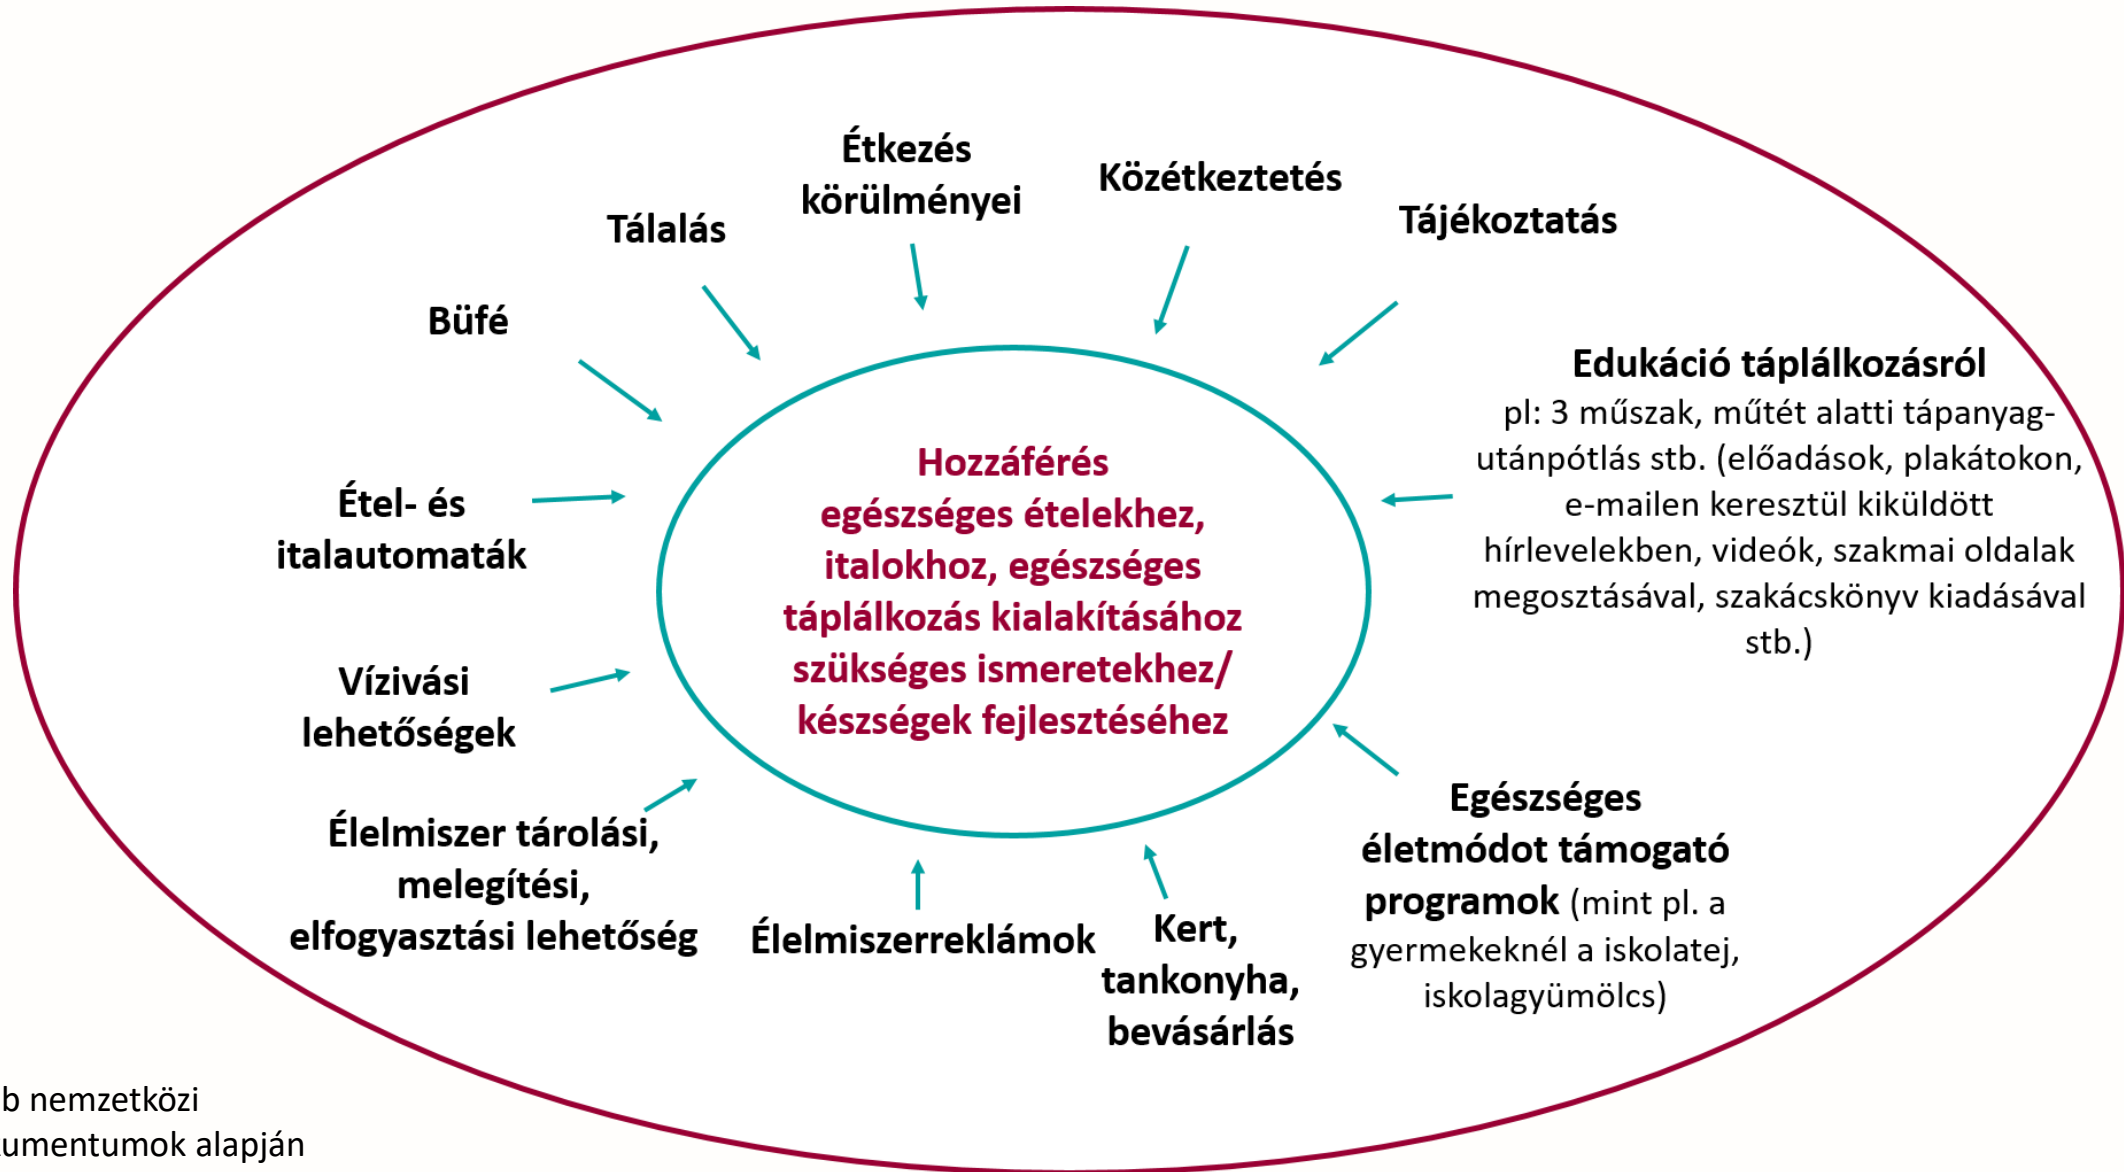 Étkezés
körülményei
Közétkeztetés
Tálalás
Tájékoztatás
Büfé
Edukáció táplálkozásról
pl: 3 műszak, műtét alatti tápanyag-
utánpótlás stb. (előadások, plakátokon,
e-mailen keresztül kiküldött
hírlevelekben, videók, szakmai oldalak
megosztásával, szakácskönyv kiadásával
stb.)
Hozzáférés
egészséges ételekhez,
italokhoz, egészséges
táplálkozás kialakításához
szükséges ismeretekhez/
készségek fejlesztéséhez
Étel- és
italautomaták
Vízivási
lehetőségek
Élelmiszer tárolási,
melegítési,
elfogyasztási lehetőség
Élelmiszerreklámok
Kert,
tankonyha,
bevásárlás
Egészséges
életmódot támogató
programok (mint pl. a
gyermekeknél a iskolatej,
iskolagyümölcs)
b nemzetközi
umentumok alapján